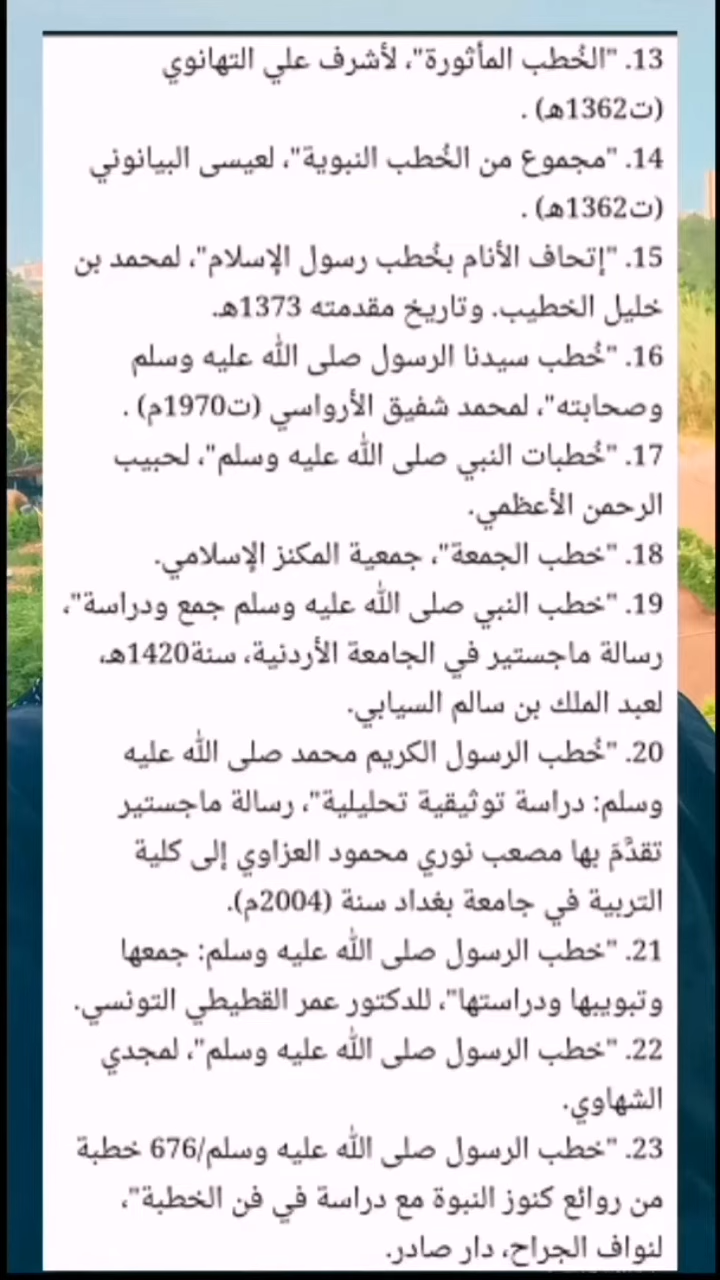 13. "الخُطب المأثورة"، لأشرف علي التهانوي
(ت1362هـ) .
14. "مجموع من الخُطب النبوية"، لعيسى البيانوني
(ت1362هـ) .
15. "إتحاف الأنام بخُطب رسول الإسلام"، لمحمد بن
خليل الخطيب. وتاريخ مقدمته 1373هـ.
16. "خُطب سيدنا الرسول صلى الله عليه وسلم
وصحابته"، لمحمد شفيق الأرواسي (ت1970م) .
17. "خُطبات النبي صلى الله عليه وسلم"، لحبيب
الرحمن الأعظمي.
18. "خطب الجمعة"، جمعية المكنز الإسلامي.
19. "خطب النبي صلى الله عليه وسلم جمع ودراسة"،
رسالة ماجستير في الجامعة الأردنية، سنة1420هـ،
لعبد الملك بن سالم السيابي.
20. "خُطب الرسول الكريم محمد صلى الله عليه
وسلم: دراسة توثيقية تحليلية"، رسالة ماجستير
تقدَّمَ بها مصعب نوري محمود العزاوي إلى كلية
التربية في جامعة بغداد سنة (2004م).
21. "خطب الرسول صلى الله عليه وسلم: جمعها
وتبويبها ودراستها"، للدكتور عمر القطيطي التونسي.
22. "خطب الرسول صلى الله عليه وسلم"، لمجدي
الشهاوي.
23. "خطب الرسول صلى الله عليه وسلم/676 خطبة
من روائع كنوز النبوة مع دراسة في فن الخطبة"،
لنواف الجراح، دار صادر.